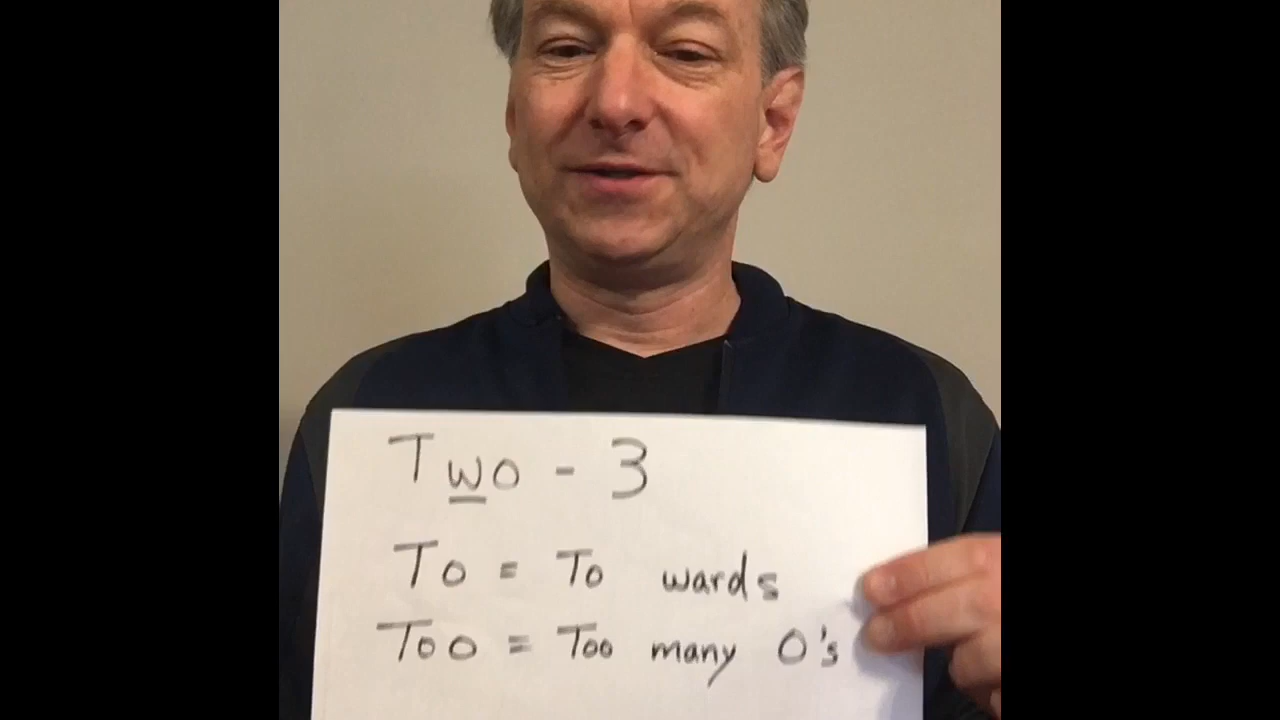 Two - 3
To = To wards
Too = Too many O's